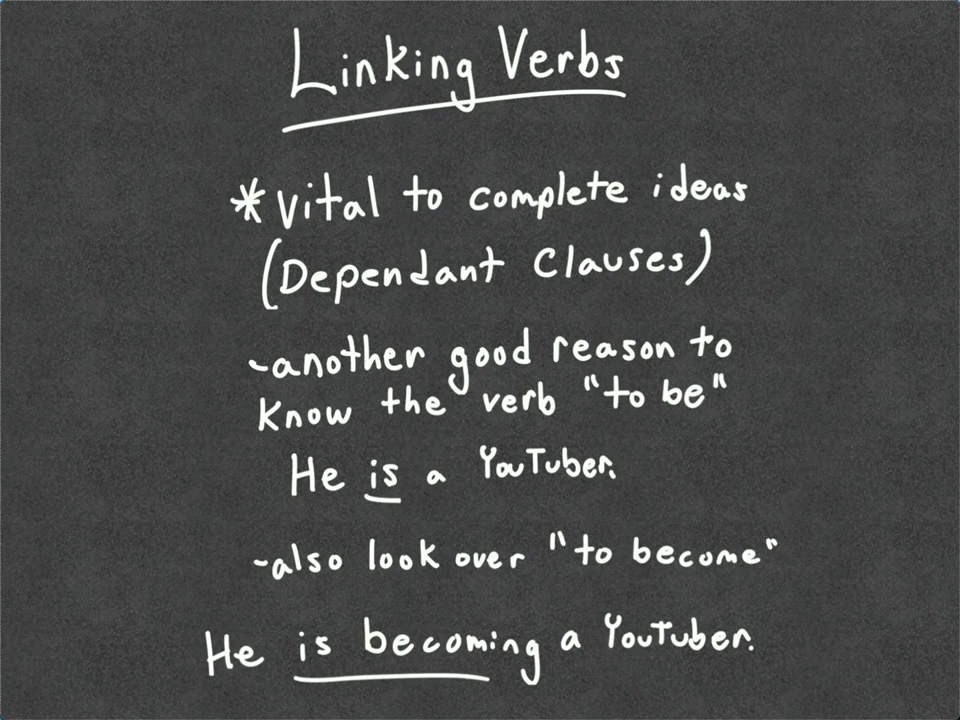 Linking Verbs
*vital to complete ideas
(Dependant Clauses)
-another good reason to
know the verb "to be"
He is a YouTuber.
-also look over "to become"
He is becoming a YouTuber.